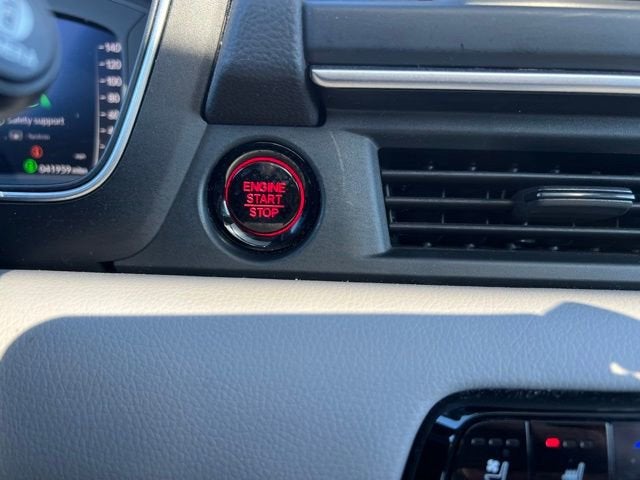 140
120
100
80
60
40
Safety support
041959 miles
ENGINE
START
STOP